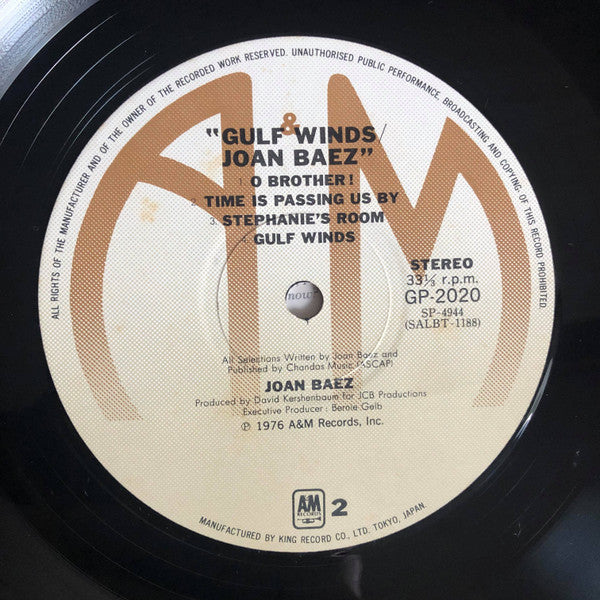 ALL RIGHTS OF THE MANUFACTURER AND OF THE OWNER OF THE RECORDED WORK RESERVED. UNAUTHORISED PUBLIC PERFORMANCE, BROADCASTING AND COPYING OF THIS RECORD PROHIBITED.
A&M
"GULF WINDS/
JOAN BAEZ"
1. O BROTHER!
2. TIME IS PASSING US BY
3. STEPHANIE'S ROOM
4. GULF WINDS
STEREO
33⅓ r.p.m.
GP-2020
SP-4944
(SALBT-1188)
now
All Selections Written by Joan Baez and
Published by Chandos Music (ASCAP)
JOAN BAEZ
Produced by David Kershenbaum for JCB Productions
Executive Producer : Bernie Gelb
℗ 1976 A&M Records, Inc.
A&M
RECORDS
2
MANUFACTURED BY KING RECORD CO., LTD. TOKYO, JAPAN.